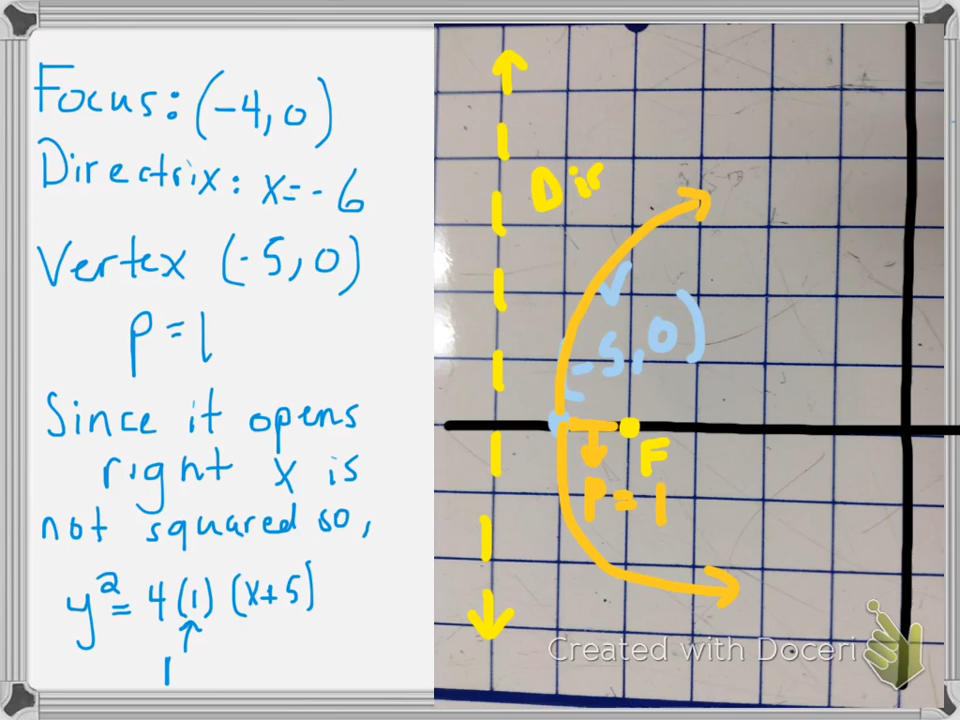 Focus: (-4, 0)
Directrix: x = -6
Vertex (-5, 0)
p = 1
Since it opens
right x is
not squared so,
y² = 4(1)(x+5)
↑
1
Dir
V
(-5, 0)
F
P = 1
Created with Doceri